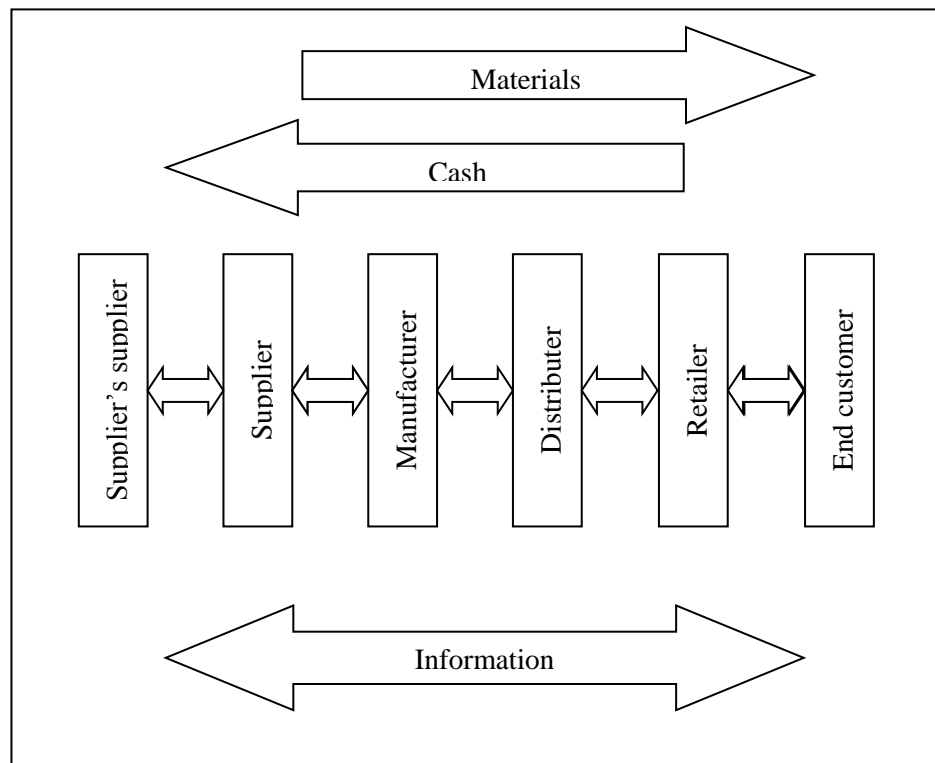 Materials
Cash
Supplier’s supplier
Supplier
Manufacturer
Distributer
Retailer
End customer
Information